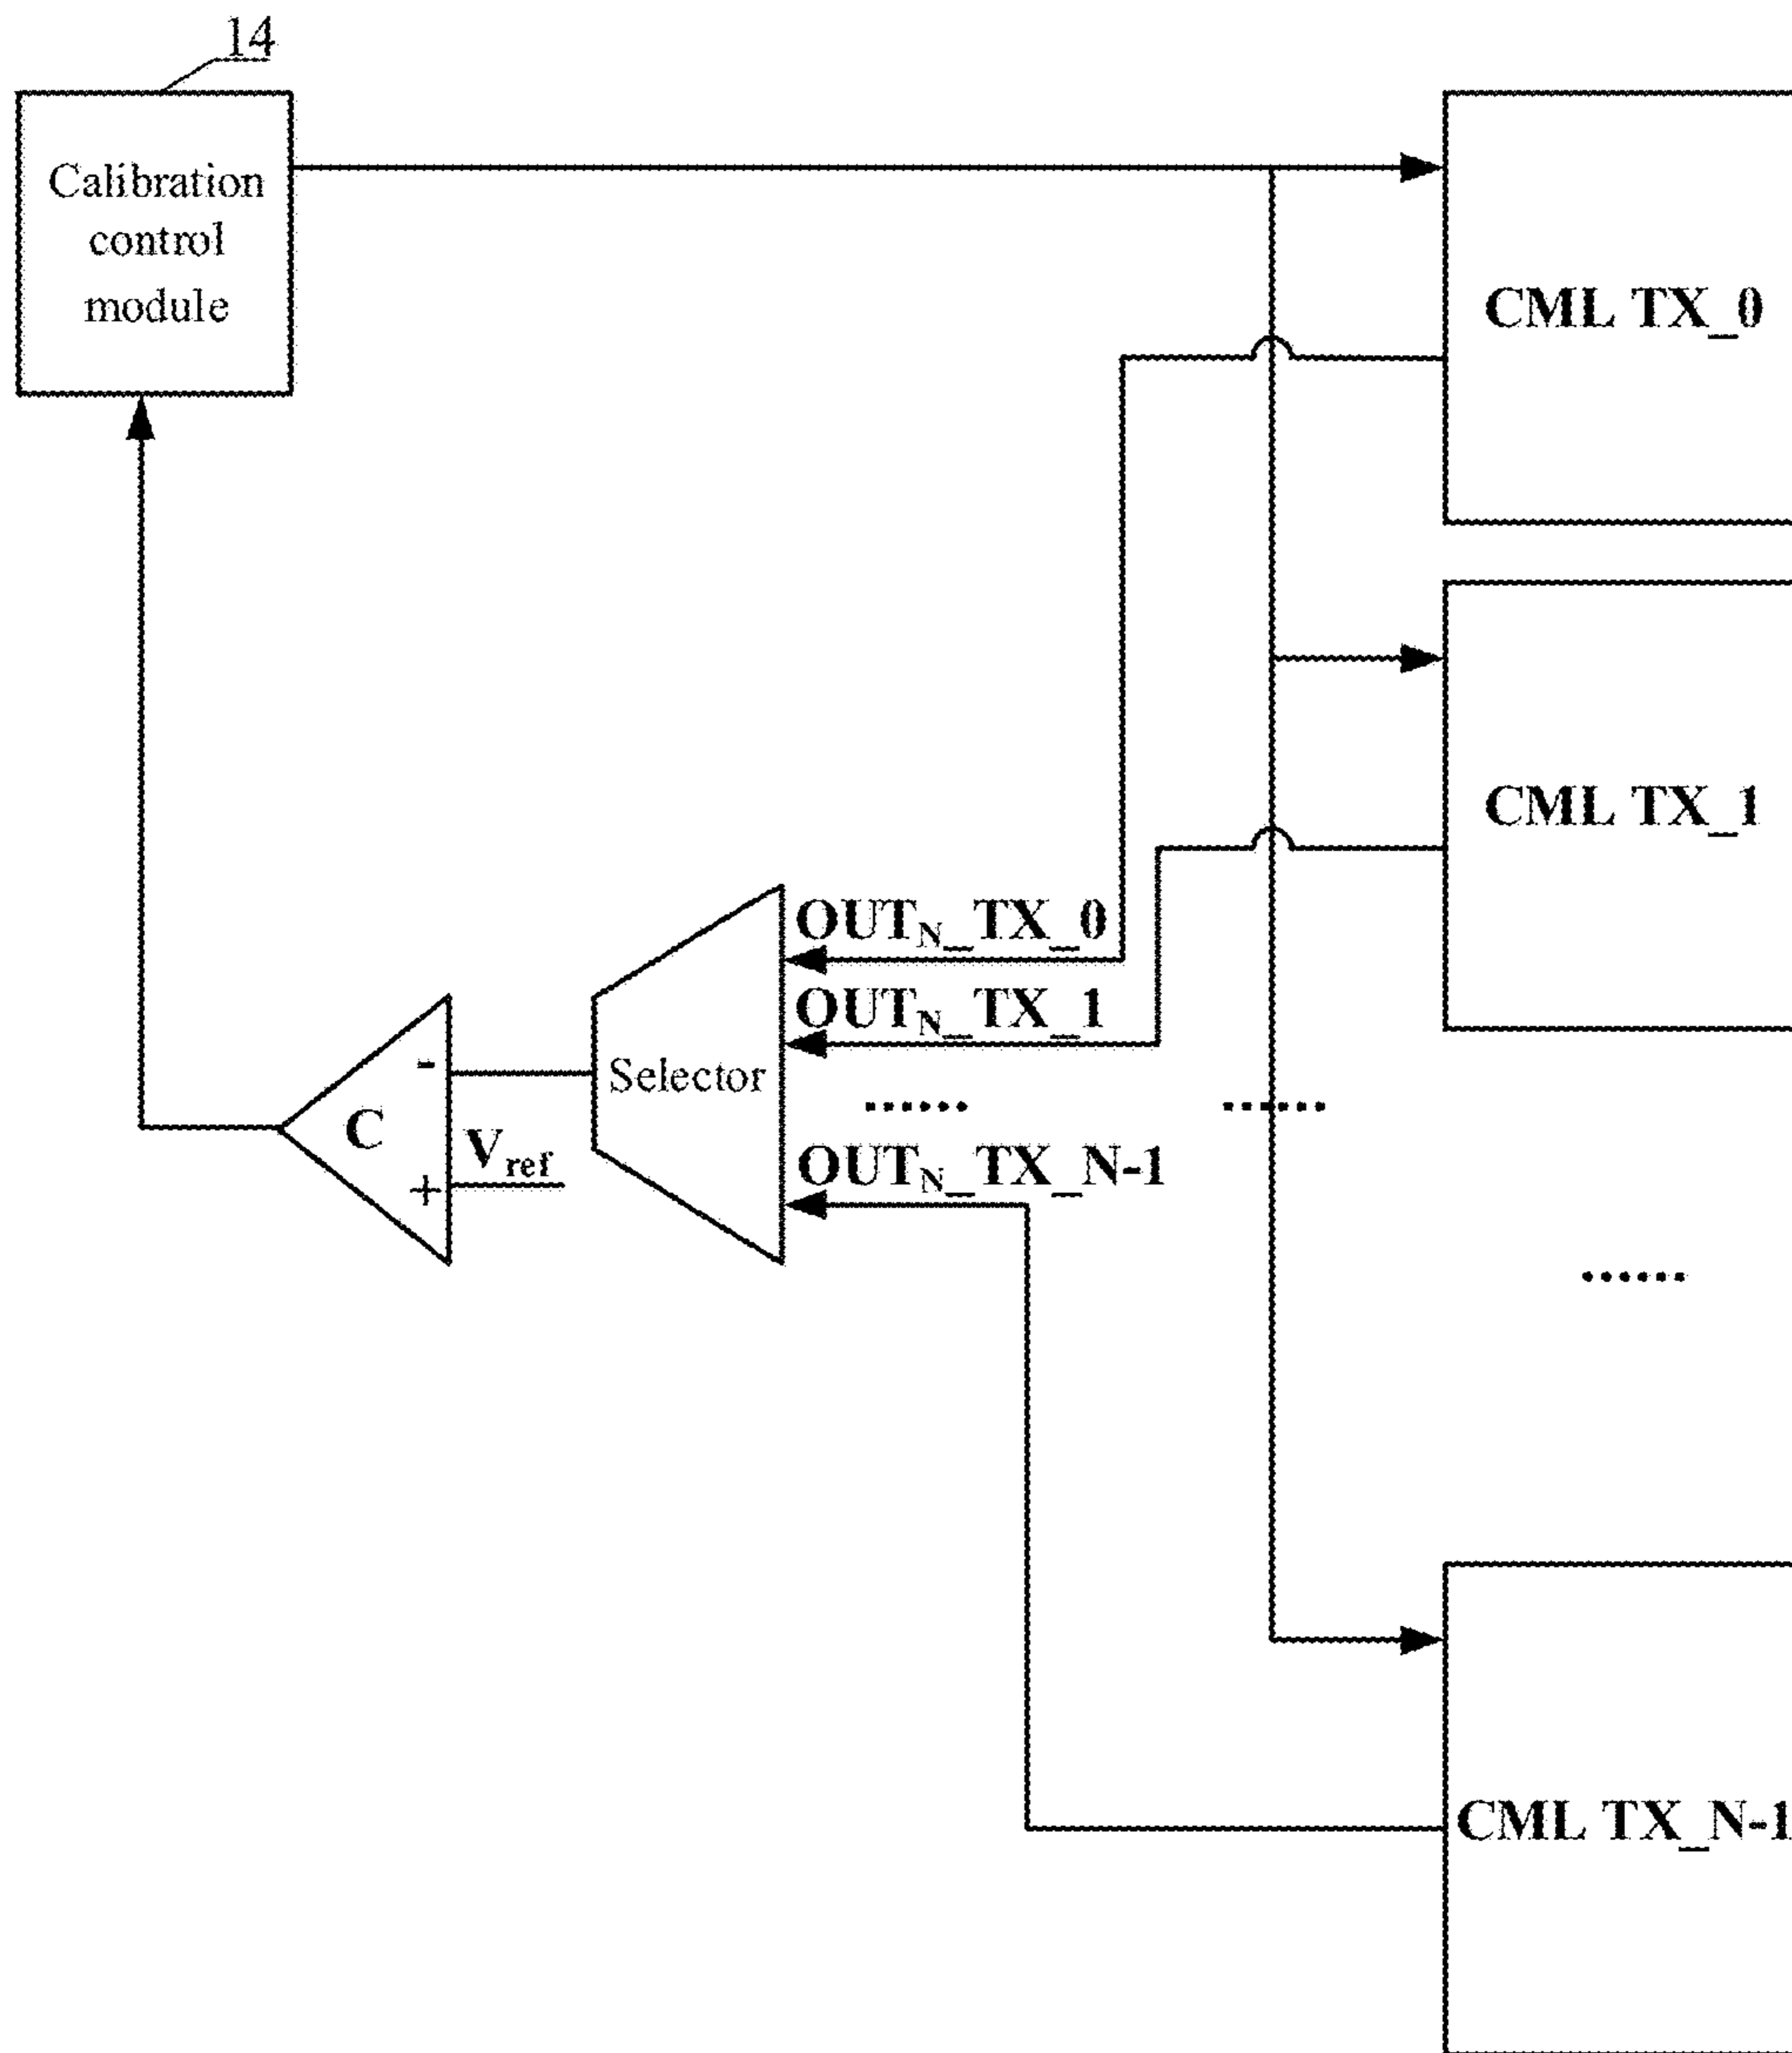 14
Calibration
control
module
CML TX_0
CML TX_1
OUTN_TX_0
OUTN_TX_1
Selector
......
......
-
C
Vref
+
OUTN_TX_N-1
......
CML TX_N-1